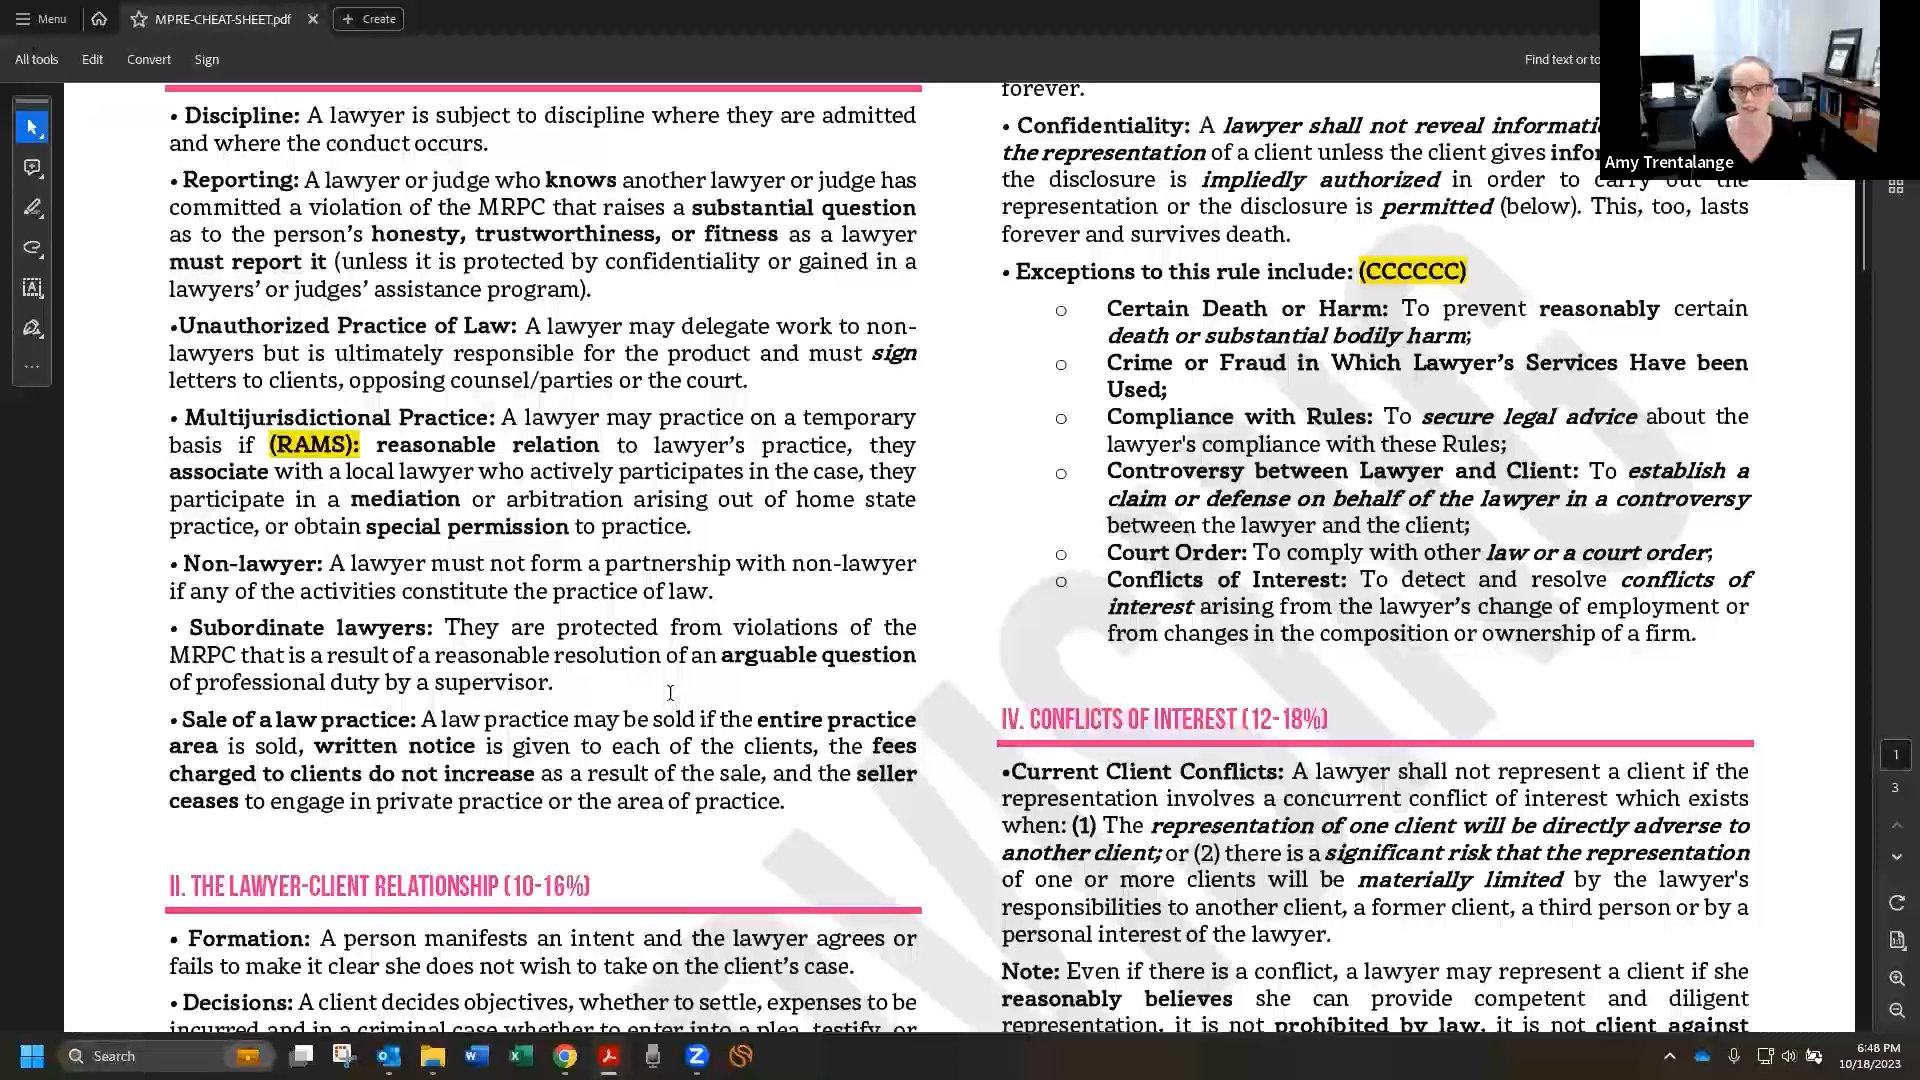 Menu
MPRE-CHEAT-SHEET.pdf
Create
All tools
Edit
Convert
Sign
Find text or to
Amy Trentalange
• Discipline: A lawyer is subject to discipline where they are admitted
and where the conduct occurs.
• Reporting: A lawyer or judge who knows another lawyer or judge has
committed a violation of the MRPC that raises a substantial question
as to the person's honesty, trustworthiness, or fitness as a lawyer
must report it (unless it is protected by confidentiality or gained in a
lawyers' or judges' assistance program).
•Unauthorized Practice of Law: A lawyer may delegate work to non-
lawyers but is ultimately responsible for the product and must sign
letters to clients, opposing counsel/parties or the court.
• Multijurisdictional Practice: A lawyer may practice on a temporary
basis if (RAMS): reasonable relation to lawyer's practice, they
associate with a local lawyer who actively participates in the case, they
participate in a mediation or arbitration arising out of home state
practice, or obtain special permission to practice.
• Non-lawyer: A lawyer must not form a partnership with non-lawyer
if any of the activities constitute the practice of law.
• Subordinate lawyers: They are protected from violations of the
MRPC that is a result of a reasonable resolution of an arguable question
of professional duty by a supervisor.
• Sale of a law practice: A law practice may be sold if the entire practice
area is sold, written notice is given to each of the clients, the fees
charged to clients do not increase as a result of the sale, and the seller
ceases to engage in private practice or the area of practice.
II. THE LAWYER-CLIENT RELATIONSHIP (10-16%)
• Formation: A person manifests an intent and the lawyer agrees or
fails to make it clear she does not wish to take on the client's case.
• Decisions: A client decides objectives, whether to settle, expenses to be
incurred and in a criminal case whether to enter into a plea, testify, or
forever.
• Confidentiality: A lawyer shall not reveal informati
the representation of a client unless the client gives infor
the disclosure is impliedly authorized in order to carry out the
representation or the disclosure is permitted (below). This, too, lasts
forever and survives death.
• Exceptions to this rule include: (CCCCCC)
o Certain Death or Harm: To prevent reasonably certain
death or substantial bodily harm;
o Crime or Fraud in Which Lawyer's Services Have been
Used;
o Compliance with Rules: To secure legal advice about the
lawyer's compliance with these Rules;
o Controversy between Lawyer and Client: To establish a
claim or defense on behalf of the lawyer in a controversy
between the lawyer and the client;
o Court Order: To comply with other law or a court order;
o Conflicts of Interest: To detect and resolve conflicts of
interest arising from the lawyer's change of employment or
from changes in the composition or ownership of a firm.
IV. CONFLICTS OF INTEREST (12-18%)
•Current Client Conflicts: A lawyer shall not represent a client if the
representation involves a concurrent conflict of interest which exists
when: (1) The representation of one client will be directly adverse to
another client; or (2) there is a significant risk that the representation
of one or more clients will be materially limited by the lawyer's
responsibilities to another client, a former client, a third person or by a
personal interest of the lawyer.
Note: Even if there is a conflict, a lawyer may represent a client if she
reasonably believes she can provide competent and diligent
representation, it is not prohibited by law, it is not client against
1
3
Search
6:48 PM
10/18/2023